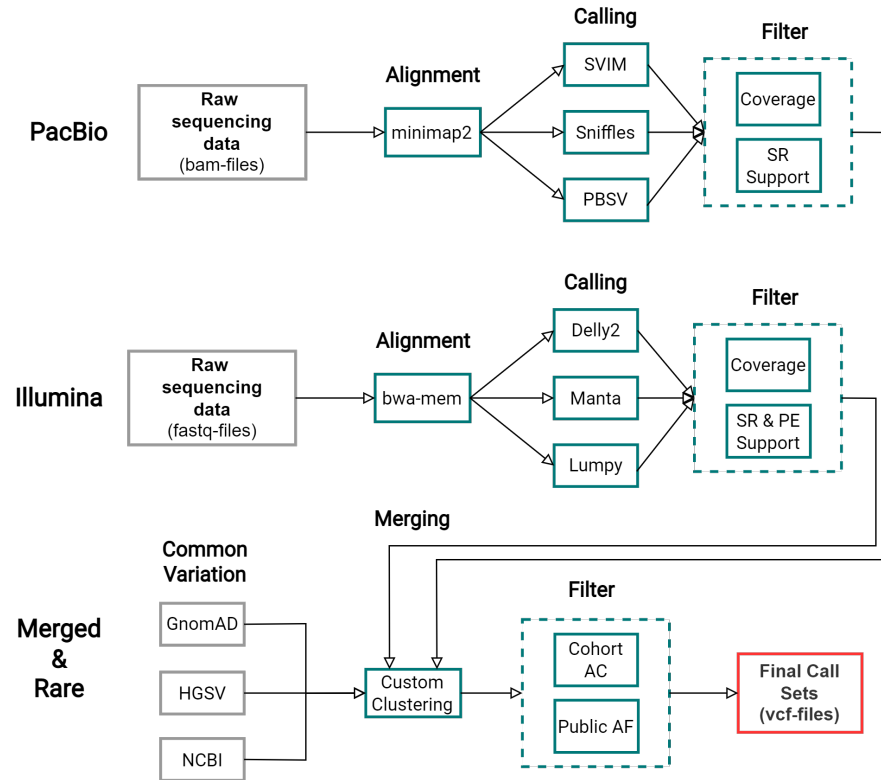 PacBio
Raw
sequencing
data
(bam-files)
Alignment
minimap2
Calling
SVIM
Sniffles
PBSV
Filter
Coverage
SR
Support
Illumina
Raw
sequencing
data
(fastq-files)
Alignment
bwa-mem
Calling
Delly2
Manta
Lumpy
Filter
Coverage
SR & PE
Support
Merged
&
Rare
Common
Variation
GnomAD
HGSV
NCBI
Merging
Custom
Clustering
Filter
Cohort
AC
Public AF
Final Call
Sets
(vcf-files)